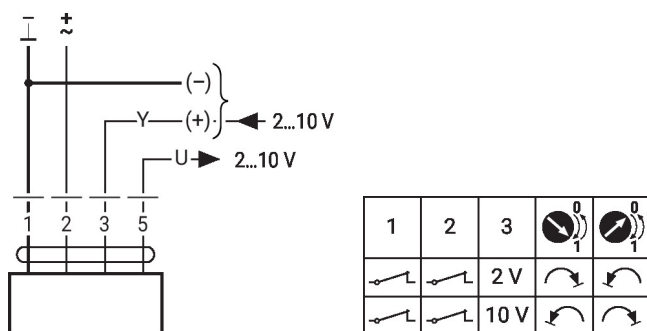 − +
~
(−)
Y (+) 2...10 V
U 2...10 V
1 2 3 5
1 2 3 0 1 0 1
2 V
10 V